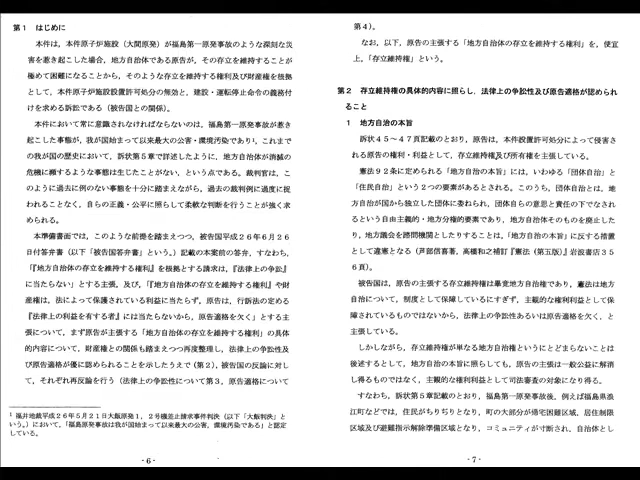 第1 はじめに
本件は，本件原子炉施設（大間原発）が福島第一原発事故のような深刻な災
害を惹き起こした場合，地方自治体である原告が，その存立を維持することが
極めて困難になることから，そのような存立を維持する権利及び財産権を根拠
として，本件原子炉施設設置許可処分の無効と，建設・運転停止命令の義務付
けを求める訴訟である（被告国との関係）。
本件において常に意識されなければならないのは，福島第一原発事故が惹き
起こした事態が，我が国始まって以来最大の公害・環境汚染であり¹，これまで
の我が国の歴史において，訴状第５章で詳述したように，地方自治体が消滅の
危機に瀕するような事態は生じたことがない，という点である。裁判官は，こ
のように過去に例のない事態を十分に踏まえながら，過去の裁判例に過度に捉
われることなく，自らの正義・公平に照らして柔軟な判断を行うことが強く求
められる。
本準備書面では，このような前提を踏まえつつ，被告国平成２６年６月２６
日付答弁書（以下「被告国答弁書」という。）記載の本案前の答弁，すなわち，
「『地方自治体の存立を維持する権利』を根拠とする請求は，『法律上の争訟』
に当たらない」とする主張，及び，「『地方自治体の存立を維持する権利』や財
産権は，法によって保護されている利益に当たらず，原告は，行訴法の定める
『法律上の利益を有する者』には当たらないから，原告適格を欠く」とする主
張について，まず原告が主張する「地方自治体の存立を維持する権利」の具体
的内容について，財産権との関係も踏まえつつ再度整理し，法律上の争訟性及
び原告適格が優に認められることを示したうえで（第２），被告国の反論に対し
て，それぞれ再反論を行う（法律上の争訟性について第３，原告適格について
¹ 福井地裁平成２６年５月２１日大飯原発１，２号機差止請求事件判決（以下「大飯判決」と
いう。）において，「福島原発事故は我が国始まって以来最大の公害，環境汚染である」と認定
している。
- 6 -
第４）。
なお，以下，原告の主張する「地方自治体の存立を維持する権利」を，便宜
上，「存立維持権」という。
第2 存立維持権の具体的内容に照らし，法律上の争訟性及び原告適格が認められ
ること
1 地方自治の本旨
訴状４５～４７頁記載のとおり，原告は，本件設置許可処分によって侵害さ
れる原告の権利・利益として，存立維持権及び所有権を主張している。
憲法９２条に定められる「地方自治の本旨」には，いわゆる「団体自治」と
「住民自治」という２つの要素があるとされる。このうち，団体自治とは，地
方自治が国から独立した団体に委ねられ，団体自らの意思と責任の下でなされ
るという自由主義的・地方分権的要素であり，地方自治体そのものを廃止した
り，地方議会を諮問機関としたりすることは，「地方自治の本旨」に反する措置
として違憲となる（芦部信喜著，高橋和之補訂『憲法（第五版）』岩波書店３５
６頁）。
被告国は，原告の主張する存立維持権は畢竟地方自治権であり，憲法は地方
自治について，制度として保障しているにすぎず，主観的な権利利益として保
障されているものではないから，法律上の争訟性あるいは原告適格を欠く，と
主張している。
しかしながら，存立維持権が単なる地方自治権というにとどまらないことは
後述するとして，地方自治の本旨に照らしても，原告の主張は一般公益に解消
し得るものではなく，主観的な権利利益として司法審査の対象になり得る。
すなわち，訴状第５章記載のとおり，福島第一原発事故後，例えば福島県浪
江町などでは，住民がちりぢりとなり，町の大部分が帰宅困難区域，居住制限
区域及び避難指示解除準備区域となり，コミュニティが寸断され，自治体とし
- 7 -